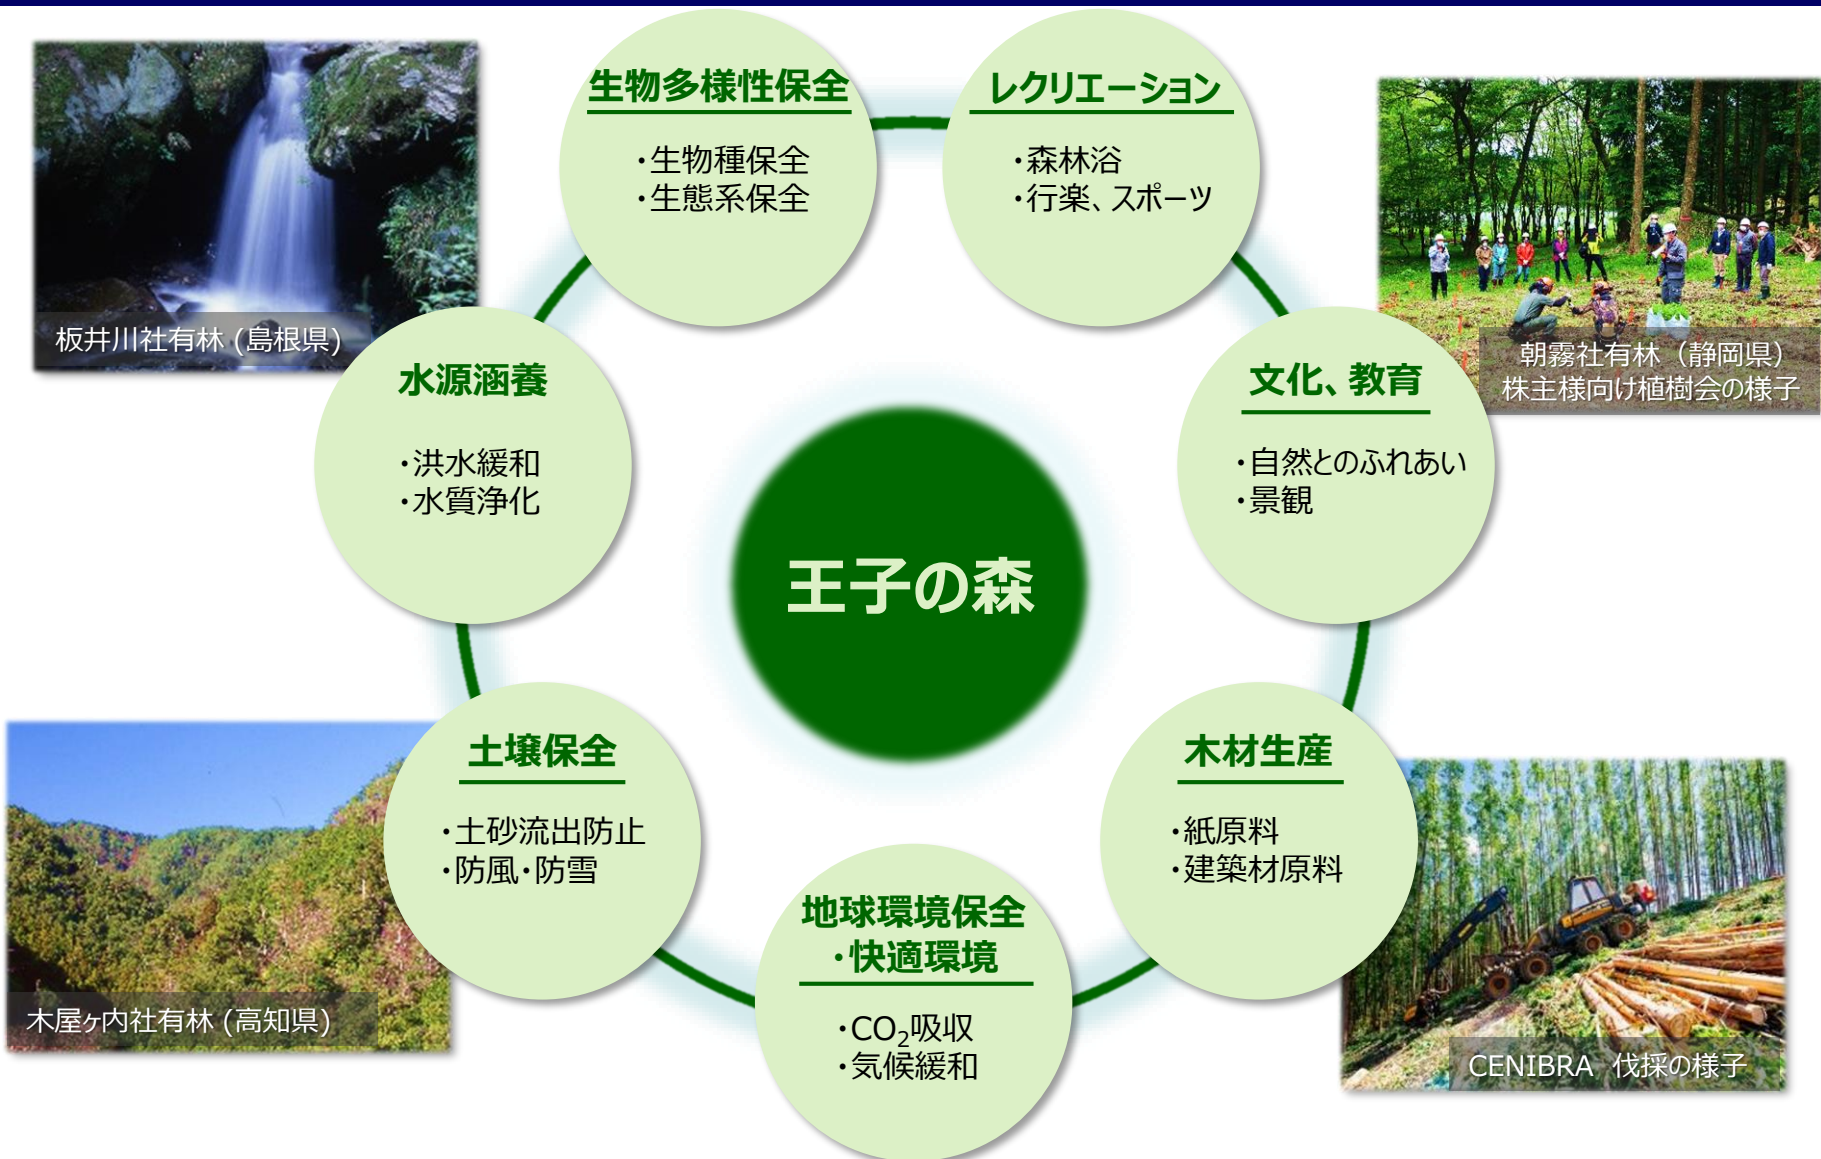 生物多様性保全
・生物種保全
・生態系保全
レクリエーション
・森林浴
・行楽、スポーツ
板井川社有林 (島根県)
朝霧社有林（静岡県）
株主様向け植樹会の様子
水源涵養
・洪水緩和
・水質浄化
文化、教育
・自然とのふれあい
・景観
王子の森
土壌保全
・土砂流出防止
・防風・防雪
木材生産
・紙原料
・建築材原料
地球環境保全
・快適環境
・CO₂吸収
・気候緩和
木屋ヶ内社有林 (高知県)
CENIBRA 伐採の様子